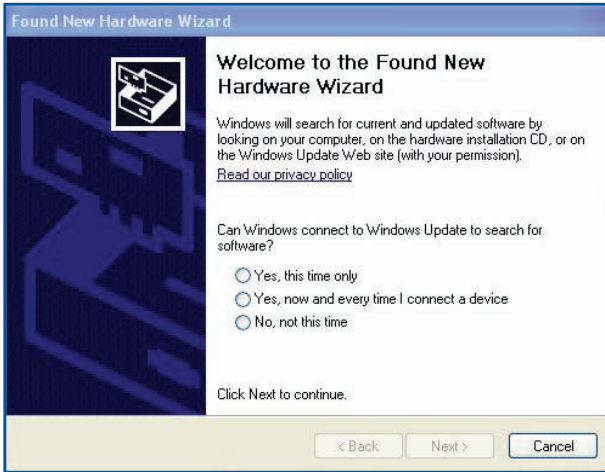 Found New Hardware Wizard
Welcome to the Found New
Hardware Wizard
Windows will search for current and updated software by
looking on your computer, on the hardware installation CD, or on
the Windows Update Web site (with your permission).
Read our privacy policy
Can Windows connect to Windows Update to search for
software?
Yes, this time only
Yes, now and every time I connect a device
No, not this time
Click Next to continue.
< Back
Next >
Cancel